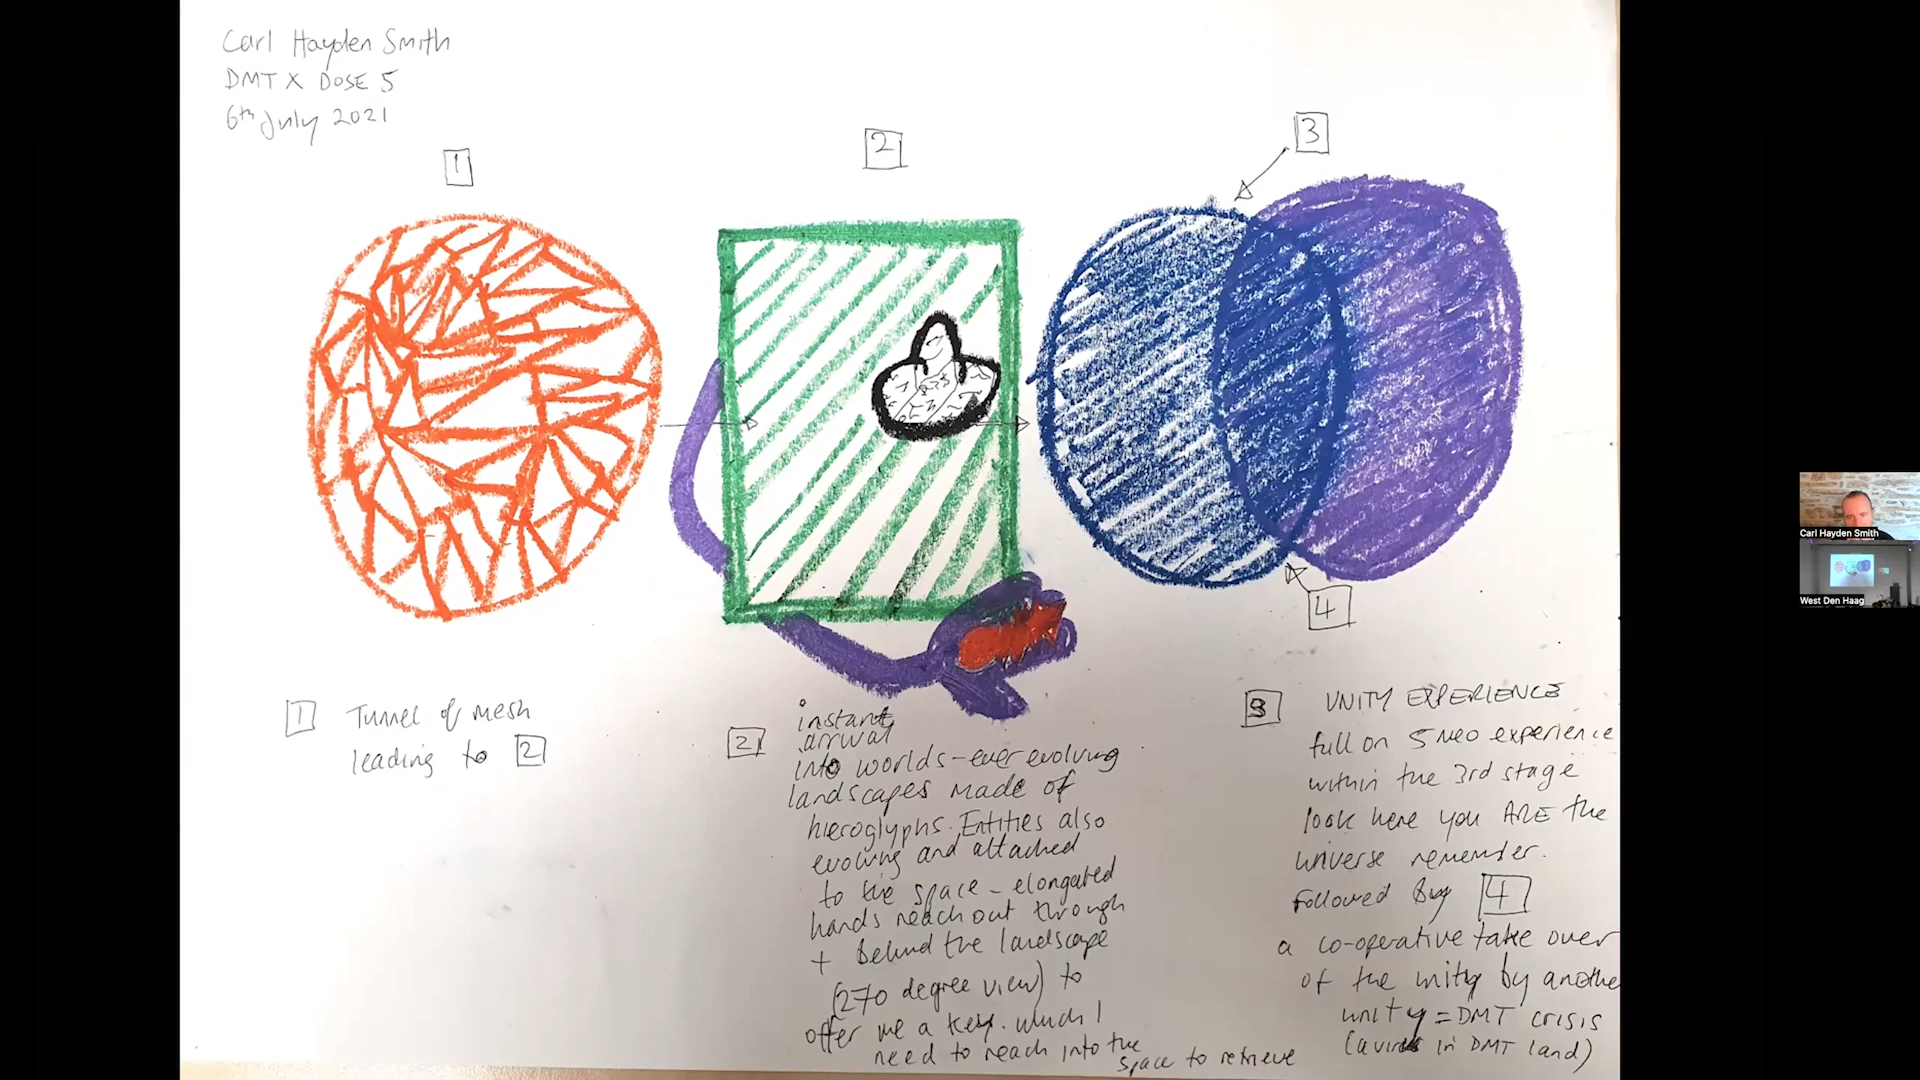 Carl Hayden Smith
DMT X DOSE 5
6th July 2021
1
2
3
4
1 Tunnel of mesh
leading to 2
2 instant
arrival
into worlds - ever evolving
landscapes made of
hieroglyphs. Entities also
evolving and attached
to the space - elongated
hands reach out through
+ behind the landscape
(270 degree view) to
offer me a key. which I
need to reach into the
space to retrieve
3 UNITY EXPERIENCE
full on 5 MEO experience
within the 3rd stage
look here you ARE the
universe remember.
Followed by 4
a co-operative take over
of the unity by another
unity = DMT crisis
(a virus in DMT land)
Carl Hayden Smith
West Den Haag